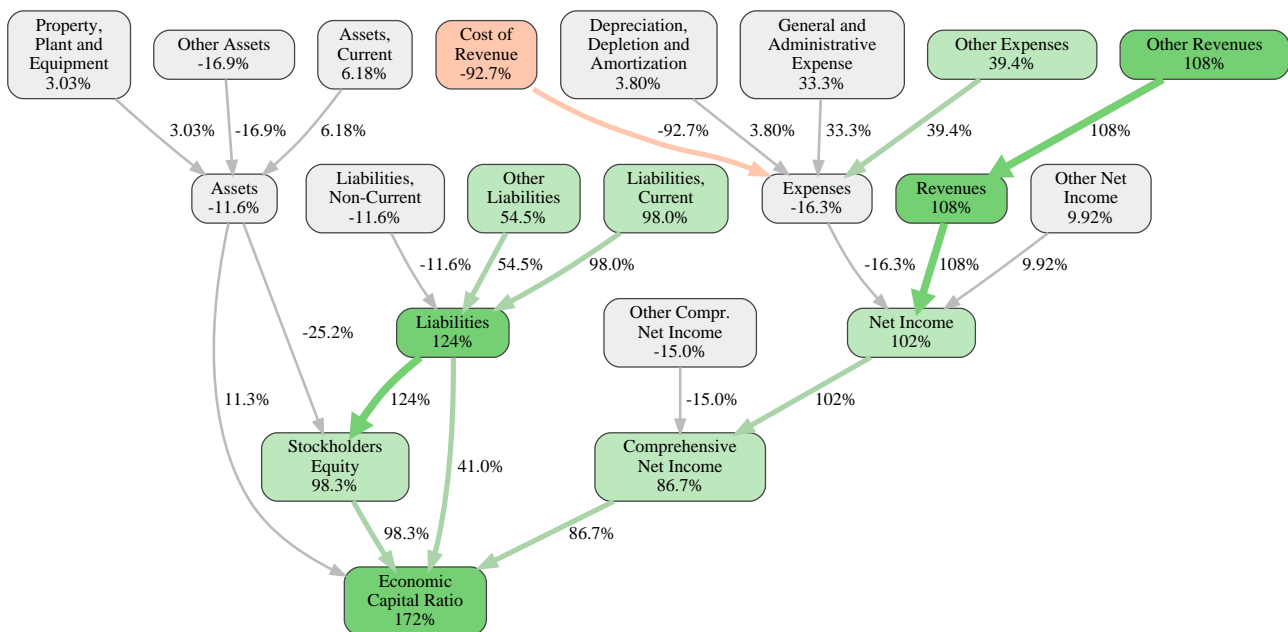 Property,
Plant and
Equipment
3.03%
Other Assets
-16.9%
Assets,
Current
6.18%
Cost of
Revenue
-92.7%
Depreciation,
Depletion and
Amortization
3.80%
General and
Administrative
Expense
33.3%
Other Expenses
39.4%
Other Revenues
108%
3.03%
-16.9%
6.18%
-92.7%
3.80%
33.3%
39.4%
108%
Assets
-11.6%
Liabilities,
Non-Current
-11.6%
Other
Liabilities
54.5%
Liabilities,
Current
98.0%
Expenses
-16.3%
Revenues
108%
Other Net
Income
9.92%
-11.6%
54.5%
98.0%
-16.3%
108%
9.92%
-25.2%
Liabilities
124%
Other Compr.
Net Income
-15.0%
Net Income
102%
11.3%
124%
-15.0%
102%
Stockholders
Equity
98.3%
41.0%
Comprehensive
Net Income
86.7%
98.3%
86.7%
Economic
Capital Ratio
172%